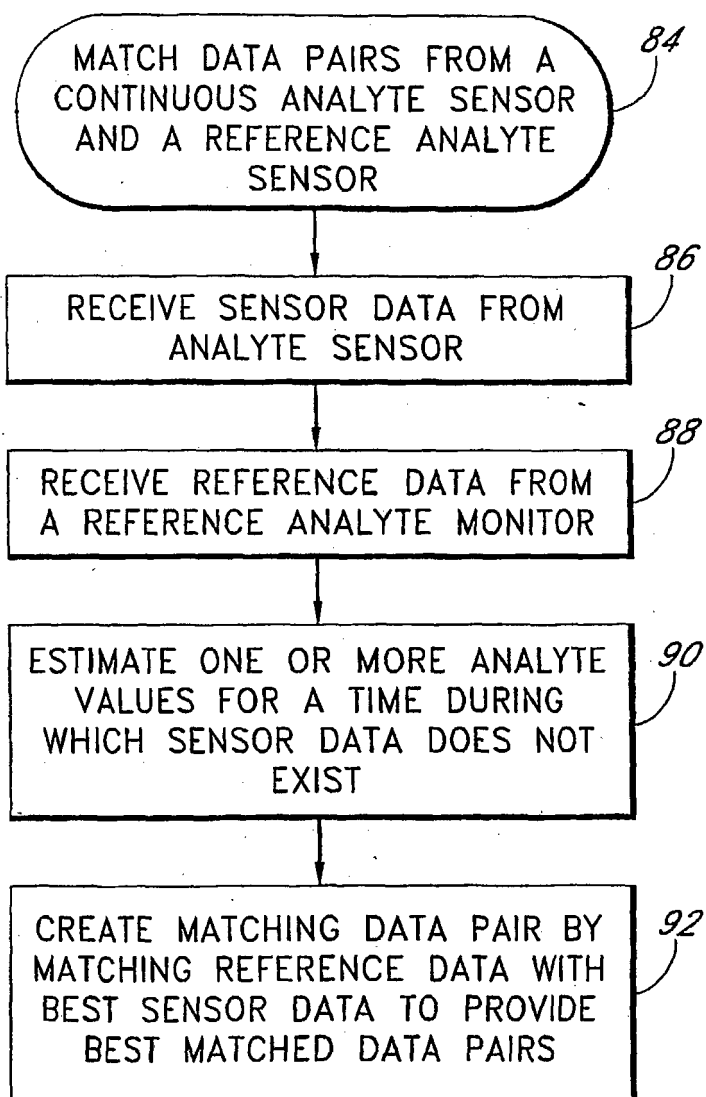 MATCH DATA PAIRS FROM A
CONTINUOUS ANALYTE SENSOR
AND A REFERENCE ANALYTE
SENSOR
84
RECEIVE SENSOR DATA FROM
ANALYTE SENSOR
86
RECEIVE REFERENCE DATA FROM
A REFERENCE ANALYTE MONITOR
88
ESTIMATE ONE OR MORE ANALYTE
VALUES FOR A TIME DURING
WHICH SENSOR DATA DOES NOT
EXIST
90
CREATE MATCHING DATA PAIR BY
MATCHING REFERENCE DATA WITH
BEST SENSOR DATA TO PROVIDE
BEST MATCHED DATA PAIRS
92